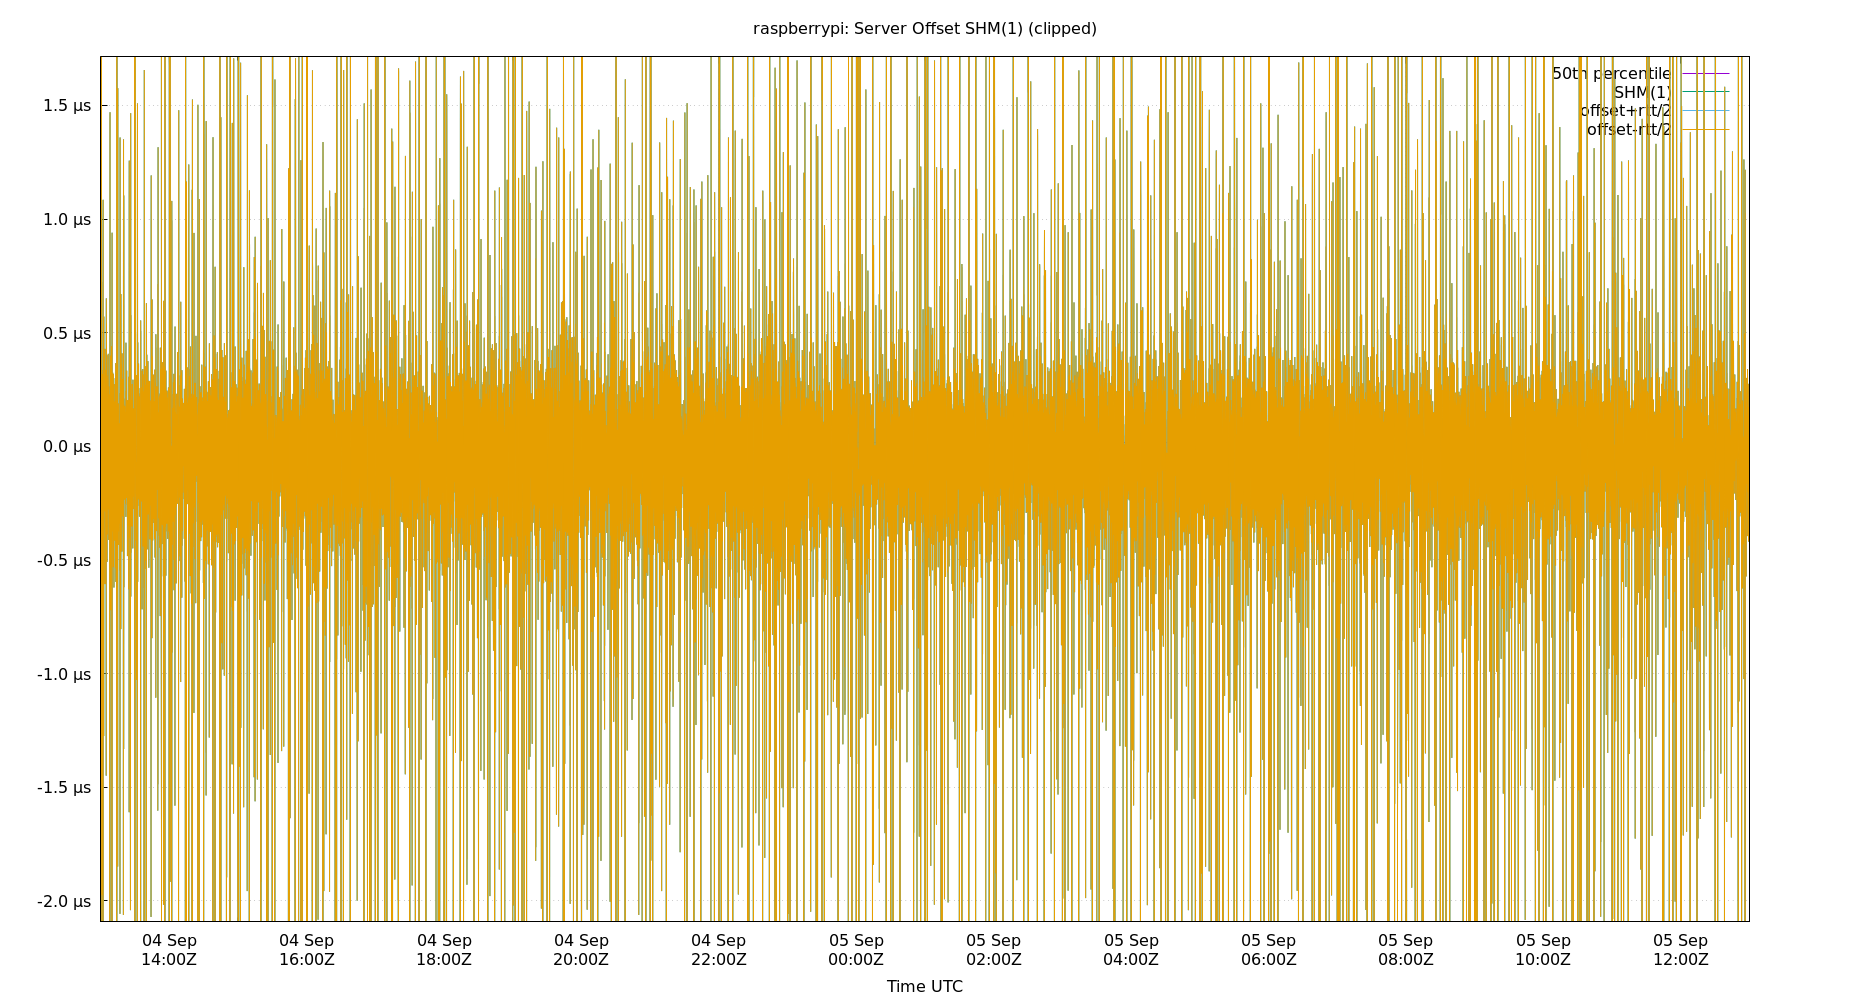 raspberrypi: Server Offset SHM(1) (clipped)
50th percentile
SHM(1)
offset+rtt/2
offset-rtt/2
1.5 µs
1.0 µs
0.5 µs
0.0 µs
-0.5 µs
-1.0 µs
-1.5 µs
-2.0 µs
04 Sep 04 Sep 04 Sep 04 Sep 04 Sep 05 Sep 05 Sep 05 Sep 05 Sep 05 Sep 05 Sep 05 Sep
14:00Z 16:00Z 18:00Z 20:00Z 22:00Z 00:00Z 02:00Z 04:00Z 06:00Z 08:00Z 10:00Z 12:00Z
Time UTC